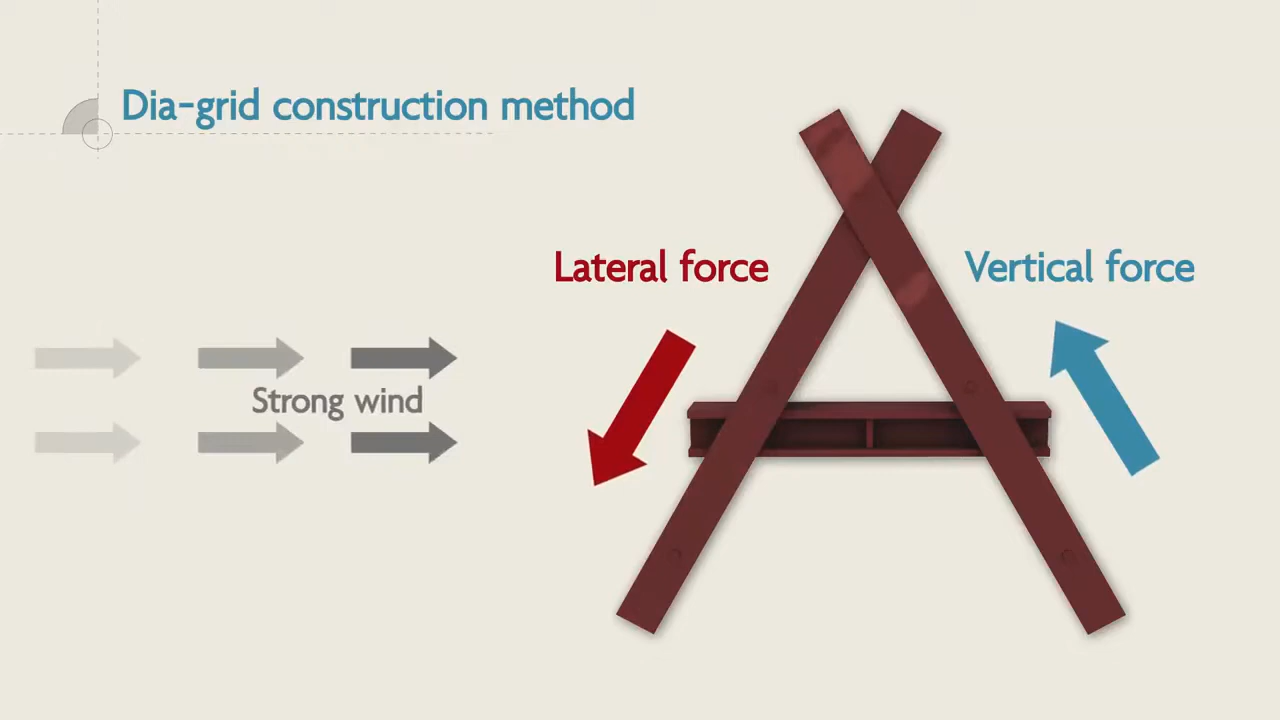 Dia-grid construction method
Lateral force
Vertical force
Strong wind